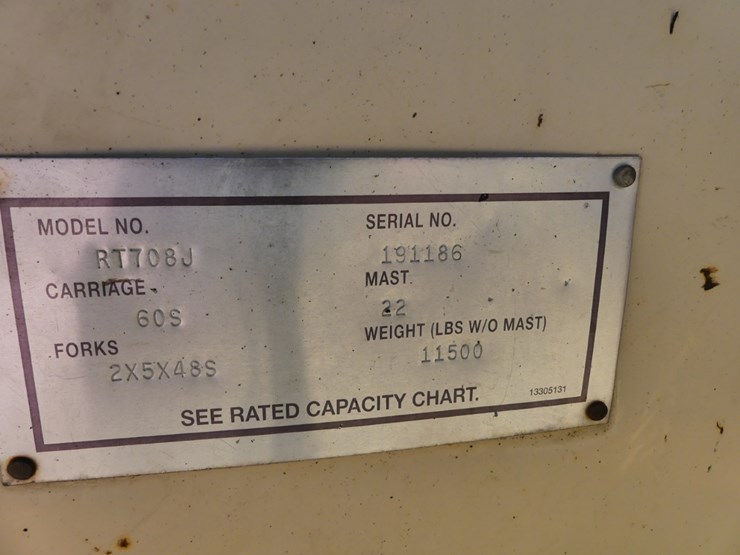 MODEL NO.
RT708J
CARRIAGE
60S
FORKS
2X5X48S
SERIAL NO.
191186
MAST
22
WEIGHT (LBS W/O MAST)
11500
SEE RATED CAPACITY CHART.
13305131